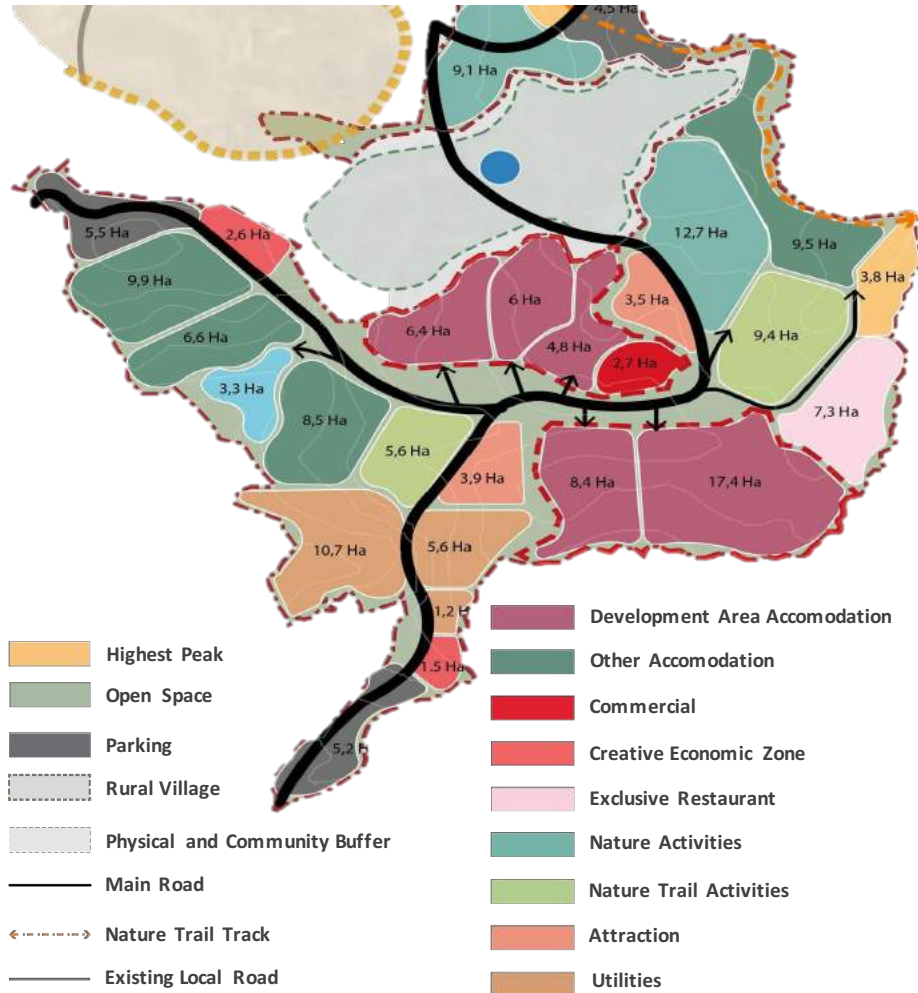 4,5 Ha
9,1 Ha
5,5 Ha
2,6 Ha
12,7 Ha
9,5 Ha
3,8 Ha
9,9 Ha
6 Ha
3,5 Ha
6,4 Ha
6,6 Ha
4,8 Ha
9,4 Ha
2,7 Ha
3,3 Ha
8,5 Ha
7,3 Ha
5,6 Ha
3,9 Ha
8,4 Ha
17,4 Ha
10,7 Ha
5,6 Ha
1,2 H
1.5 Ha
5,2 H
Highest Peak
Open Space
Parking
Rural Village
Physical and Community Buffer
Main Road
Nature Trail Track
Existing Local Road
Development Area Accomodation
Other Accomodation
Commercial
Creative Economic Zone
Exclusive Restaurant
Nature Activities
Nature Trail Activities
Attraction
Utilities